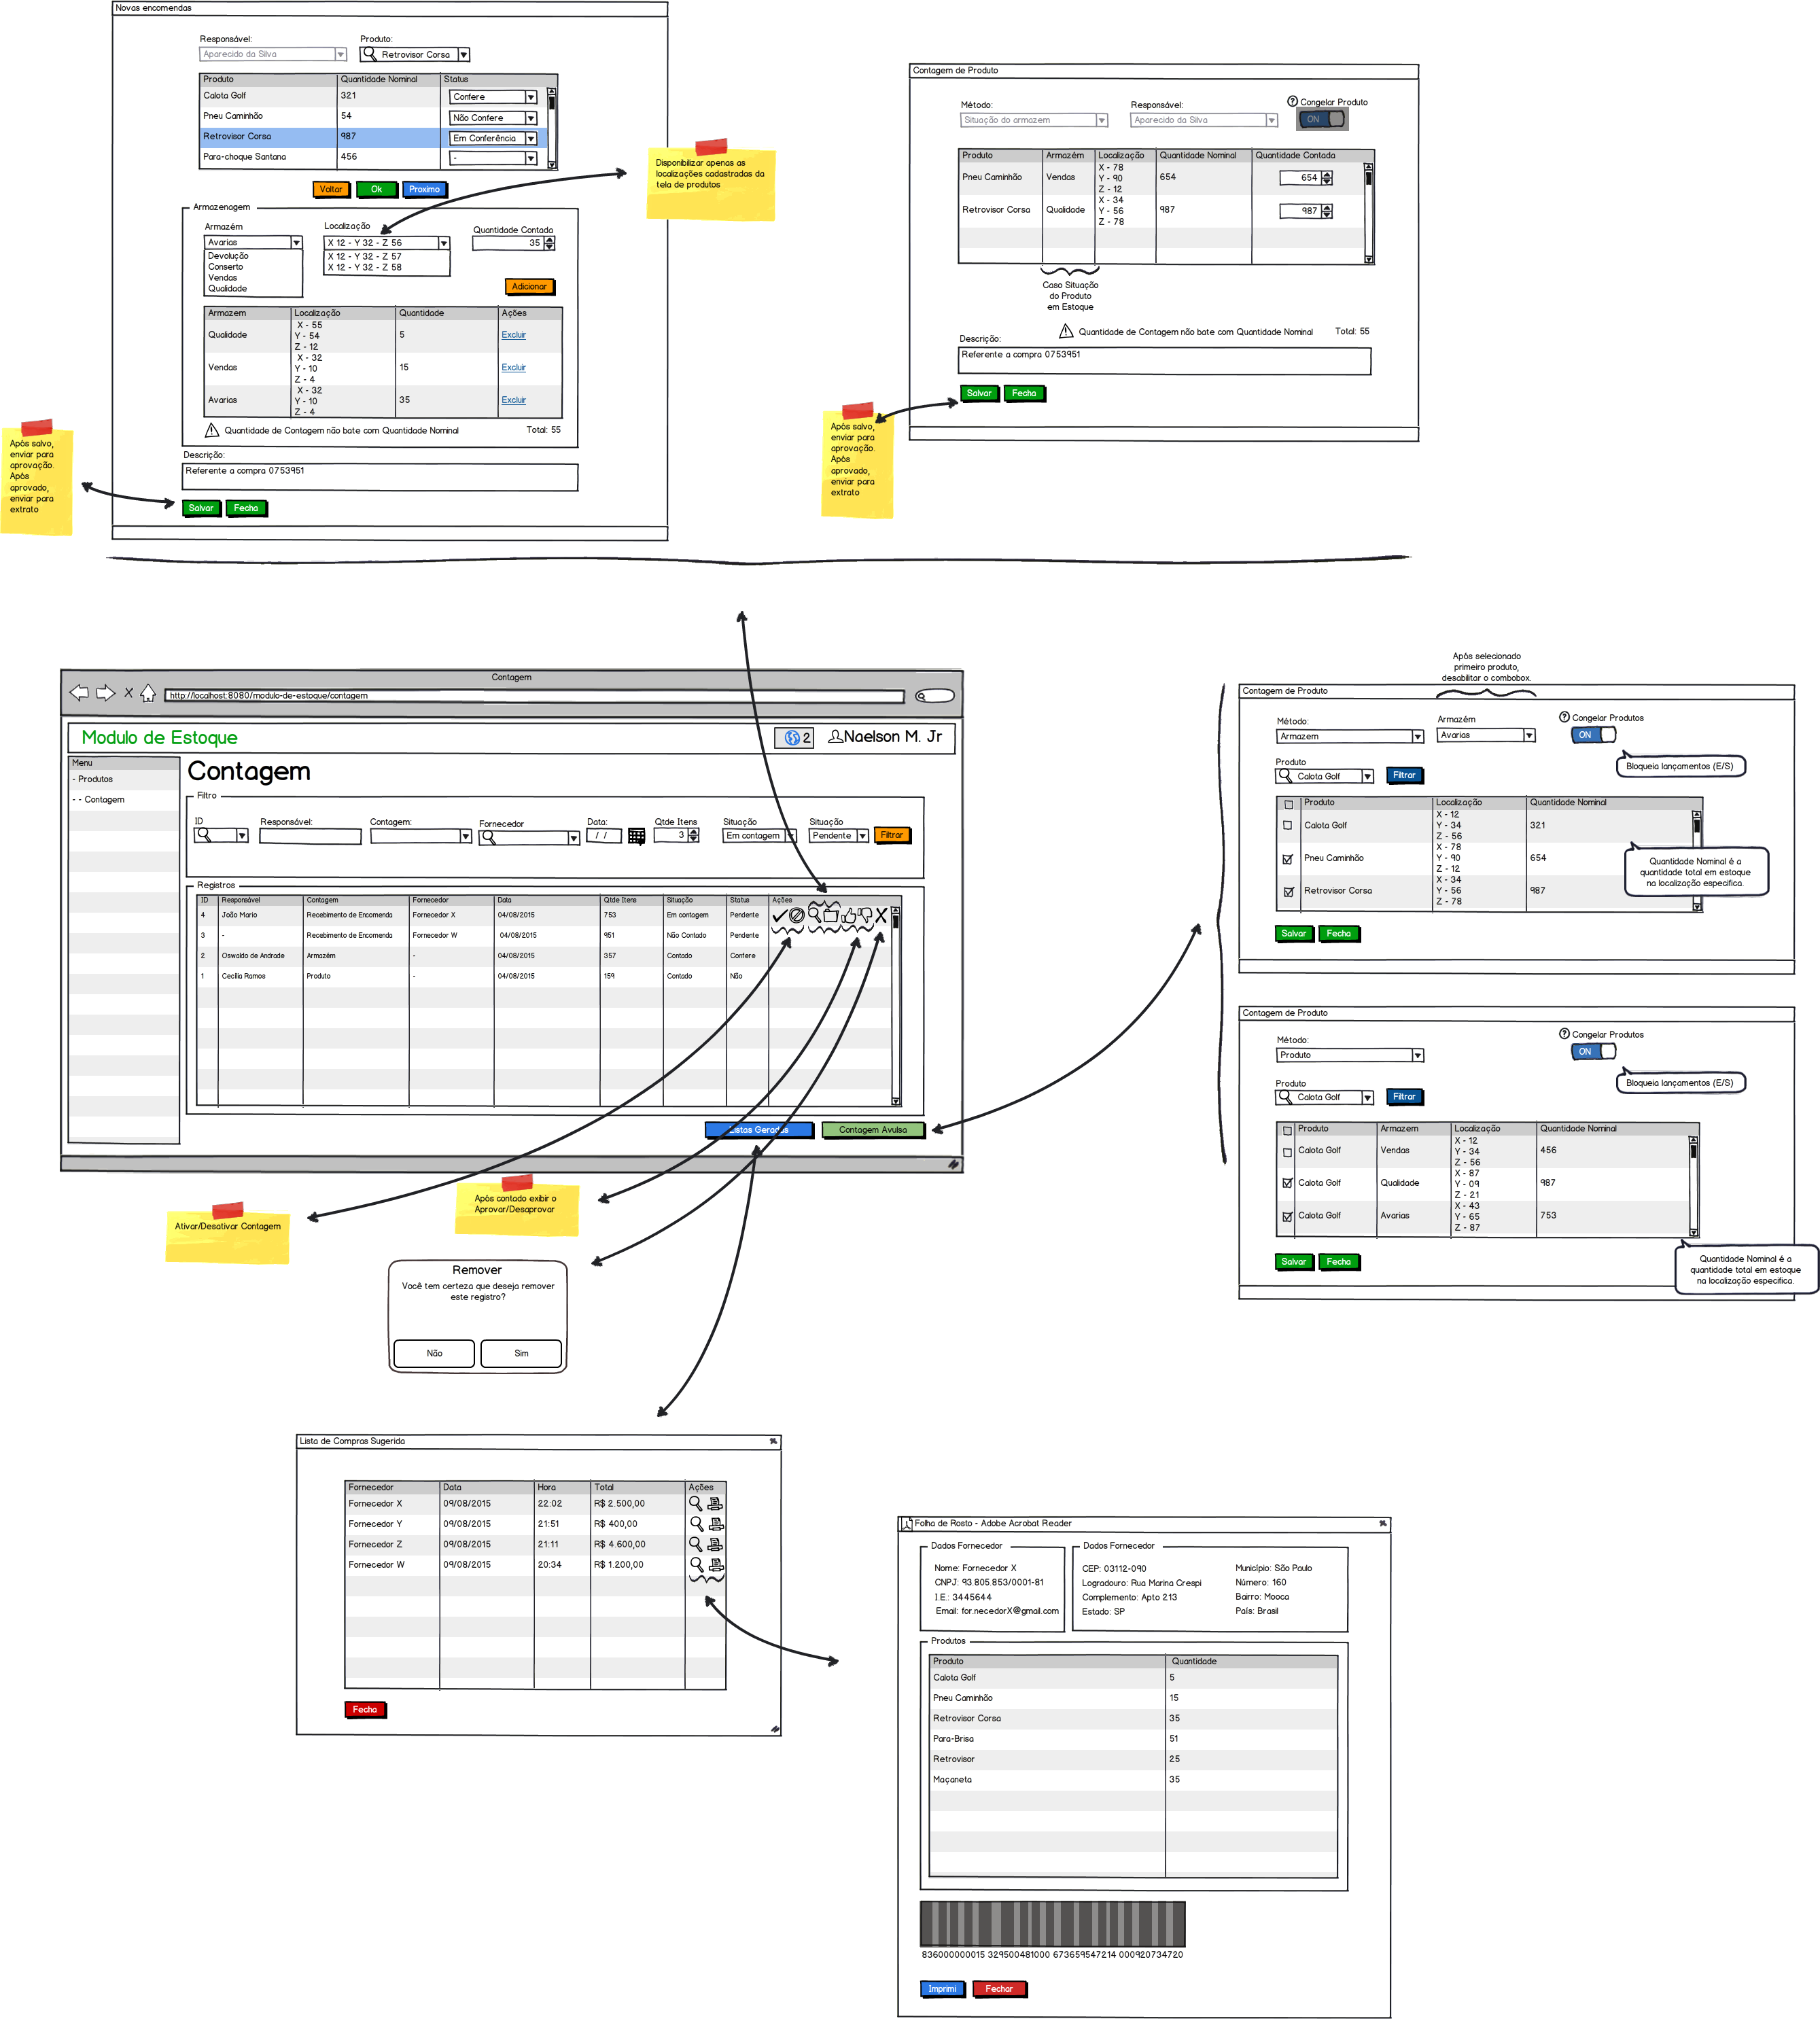 Novas encomendas
Responsável: Produto:
Aparecido da Silva Retrovisor Corsa
Produto Quantidade Nominal Status
Calota Golf 321 Confere
Pneu Caminhão 54 Não Confere
Retrovisor Corsa 987 Em Conferência
Para-choque Santana 456 -
Voltar Ok Proximo
Armazenagem
Armazém Localização Quantidade Contada
Avarias X 12 - Y 32 - Z 56 35
Devolução X 12 - Y 32 - Z 57
Conserto X 12 - Y 32 - Z 58
Vendas
Qualidade
Adicionar
Armazem Localização Quantidade Ações
X - 55
Qualidade Y - 54 5 Excluir
Z - 12
X - 32
Vendas Y - 10 15 Excluir
Z - 4
X - 32
Avarias Y - 10 35 Excluir
Z - 4
Quantidade de Contagem não bate com Quantidade Nominal Total: 55
Descrição:
Referente a compra 0753951
Salvar Fecha
Após salvo,
enviar para
aprovação.
Após
aprovado,
enviar para
extrato
Disponibilizar apenas as
localizações cadastradas da
tela de produtos
Contagem de Produto
Método: Responsável: ? Congelar Produto
Situação do armazem Aparecido da Silva ON
Produto Armazém Localização Quantidade Nominal Quantidade Contada
X - 78
Pneu Caminhão Vendas Y - 90 654 654
Z - 12
X - 34
Retrovisor Corsa Qualidade Y - 56 987 987
Z - 78
Caso Situação
do Produto
em Estoque
Quantidade de Contagem não bate com Quantidade Nominal Total: 55
Descrição:
Referente a compra 0753951
Salvar Fecha
Após salvo,
enviar para
aprovação.
Após
aprovado,
enviar para
extrato
Contagem
http://localhost:8080/modulo-de-estoque/contagem
Modulo de Estoque 2 Naelson M. Jr
Menu
- Produtos
- - Contagem
Contagem
Filtro
ID Responsável: Contagem: Fornecedor Data: Qtde Itens Situação Situação
/ / 3 Em contagem Pendente Filtrar
Registros
ID Responsável Contagem Fornecedor Data Qtde Itens Situação Status Ações
4 João Mario Recebimento de Encomenda Fornecedor X 04/08/2015 753 Em contagem Pendente
3 - Recebimento de Encomenda Fornecedor W 04/08/2015 951 Não Contado Pendente
2 Oswaldo de Andrade Armazém - 04/08/2015 357 Contado Confere
1 Cecília Ramos Produto - 04/08/2015 159 Contado Não
Listas Geradas Contagem Avulsa
Ativar/Desativar Contagem
Após contado exibir o
Aprovar/Desaprovar
Remover
Você tem certeza que deseja remover
este registro?
Não Sim
Após selecionado
primeiro produto,
desabilitar o combobox.
Contagem de Produto
Método: Armazém ? Congelar Produtos
Armazem Avarias ON
Bloqueia lançamentos (E/S)
Produto
Calota Golf Filtrar
Produto Localização Quantidade Nominal
X - 12
Calota Golf Y - 34 321
Z - 56
X - 78
Pneu Caminhão Y - 90 654
Z - 12
X - 34
Retrovisor Corsa Y - 56 987
Z - 78
Quantidade Nominal é a
quantidade total em estoque
na localização especifica.
Salvar Fecha
Contagem de Produto
Método: ? Congelar Produtos
Produto ON
Bloqueia lançamentos (E/S)
Produto
Calota Golf Filtrar
Produto Armazem Localização Quantidade Nominal
X - 12
Calota Golf Vendas Y - 34 456
Z - 56
X - 87
Calota Golf Qualidade Y - 09 987
Z - 21
X - 43
Calota Golf Avarias Y - 65 753
Z - 87
Quantidade Nominal é a
quantidade total em estoque
na localização especifica.
Salvar Fecha
Lista de Compras Sugerida
Fornecedor Data Hora Total Ações
Fornecedor X 09/08/2015 22:02 R$ 2.500,00
Fornecedor Y 09/08/2015 21:51 R$ 400,00
Fornecedor Z 09/08/2015 21:11 R$ 4.600,00
Fornecedor W 09/08/2015 20:34 R$ 1.200,00
Fecha
Folha de Rosto - Adobe Acrobat Reader
Dados Fornecedor Dados Fornecedor
Nome: Fornecedor X CEP: 03112-090 Município: São Paulo
CNPJ: 93.805.853/0001-81 Logradouro: Rua Marina Crespi Número: 160
I.E.: 3445644 Complemento: Apto 213 Bairro: Mooca
Email: for.necedorX@gmail.com Estado: SP País: Brasil
Produtos
Produto Quantidade
Calota Golf 5
Pneu Caminhão 15
Retrovisor Corsa 35
Para-Brisa 51
Retrovisor 25
Maçaneta 35
836000000015 329500481000 673659547214 000920734720
Imprimi Fechar